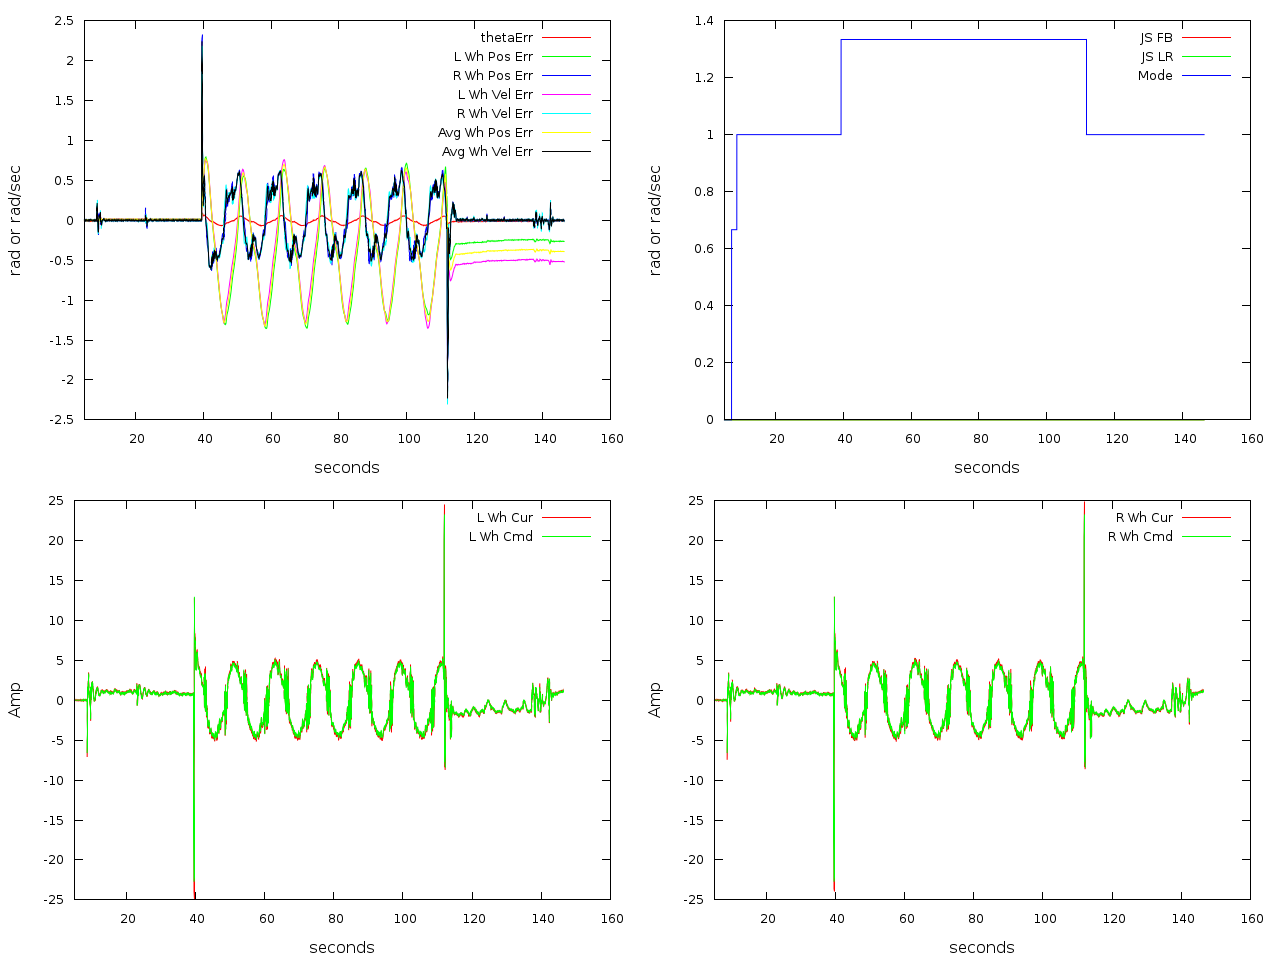 2.5
2
1.5
1
0.5
0
-0.5
-1
-1.5
-2
-2.5
rad or rad/sec
thetaErr
L Wh Pos Err
R Wh Pos Err
L Wh Vel Err
R Wh Vel Err
Avg Wh Pos Err
Avg Wh Vel Err
20 40 60 80 100 120 140 160
seconds
1.4
1.2
1
0.8
0.6
0.4
0.2
0
rad or rad/sec
JS FB
JS LR
Mode
20 40 60 80 100 120 140 160
seconds
25
20
15
10
5
0
-5
-10
-15
-20
-25
Amp
L Wh Cur
L Wh Cmd
20 40 60 80 100 120 140 160
seconds
25
20
15
10
5
0
-5
-10
-15
-20
-25
Amp
R Wh Cur
R Wh Cmd
20 40 60 80 100 120 140 160
seconds